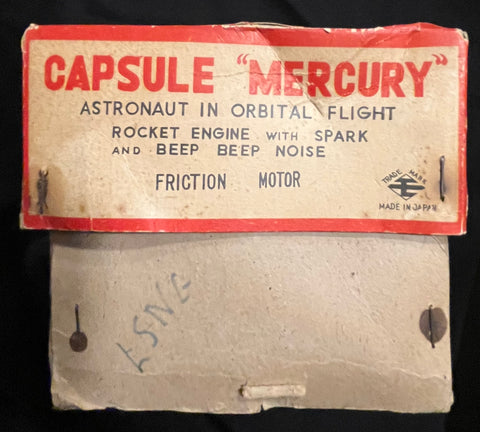 CAPSULE "MERCURY"
ASTRONAUT IN ORBITAL FLIGHT
ROCKET ENGINE WITH SPARK
AND BEEP BEEP NOISE
FRICTION MOTOR
TRADE MARK
MADE IN JAPAN